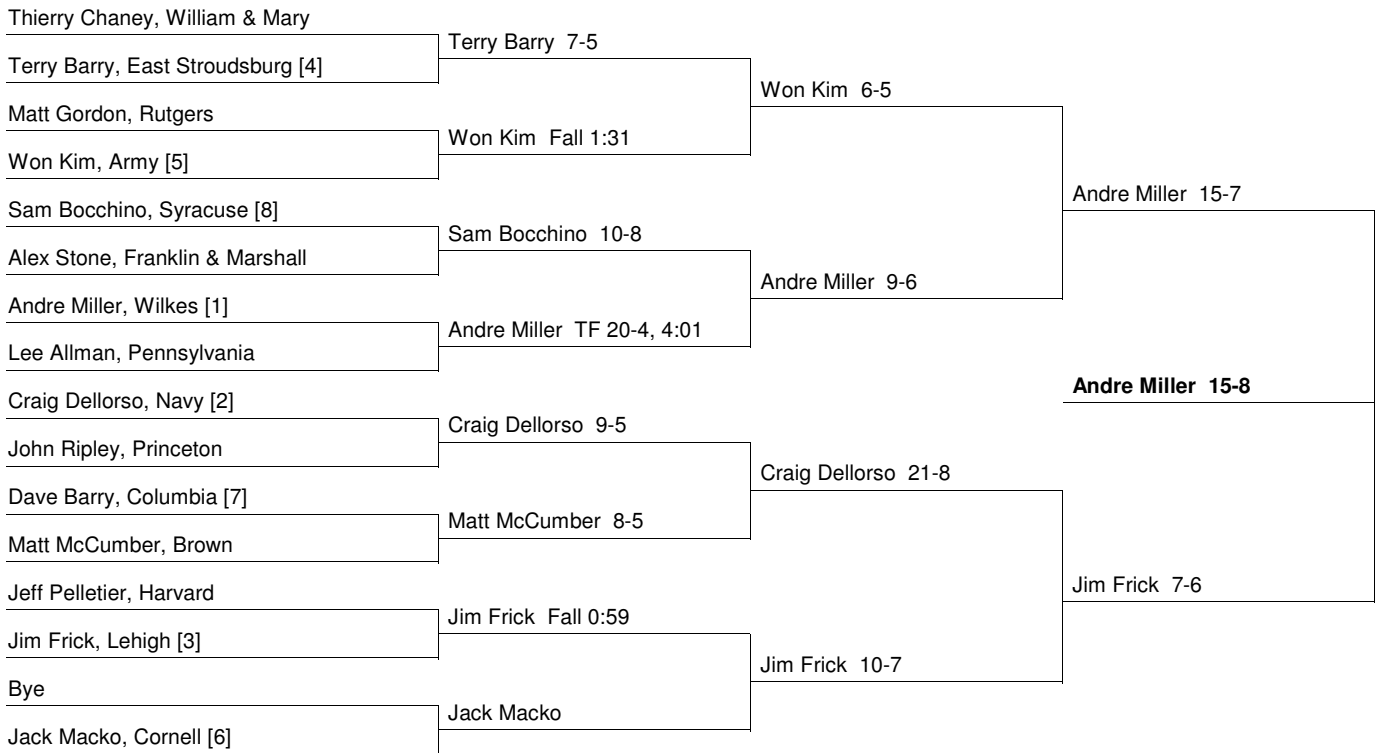 Thierry Chaney, William & Mary
Terry Barry, East Stroudsburg [4]
Matt Gordon, Rutgers
Won Kim, Army [5]
Sam Bocchino, Syracuse [8]
Alex Stone, Franklin & Marshall
Andre Miller, Wilkes [1]
Lee Allman, Pennsylvania
Craig Dellorso, Navy [2]
John Ripley, Princeton
Dave Barry, Columbia [7]
Matt McCumber, Brown
Jeff Pelletier, Harvard
Jim Frick, Lehigh [3]
Bye
Jack Macko, Cornell [6]
Terry Barry 7-5
Won Kim Fall 1:31
Sam Bocchino 10-8
Andre Miller TF 20-4, 4:01
Craig Dellorso 9-5
Matt McCumber 8-5
Jim Frick Fall 0:59
Jack Macko
Won Kim 6-5
Andre Miller 9-6
Craig Dellorso 21-8
Jim Frick 10-7
Andre Miller 15-7
Jim Frick 7-6
Andre Miller 15-8